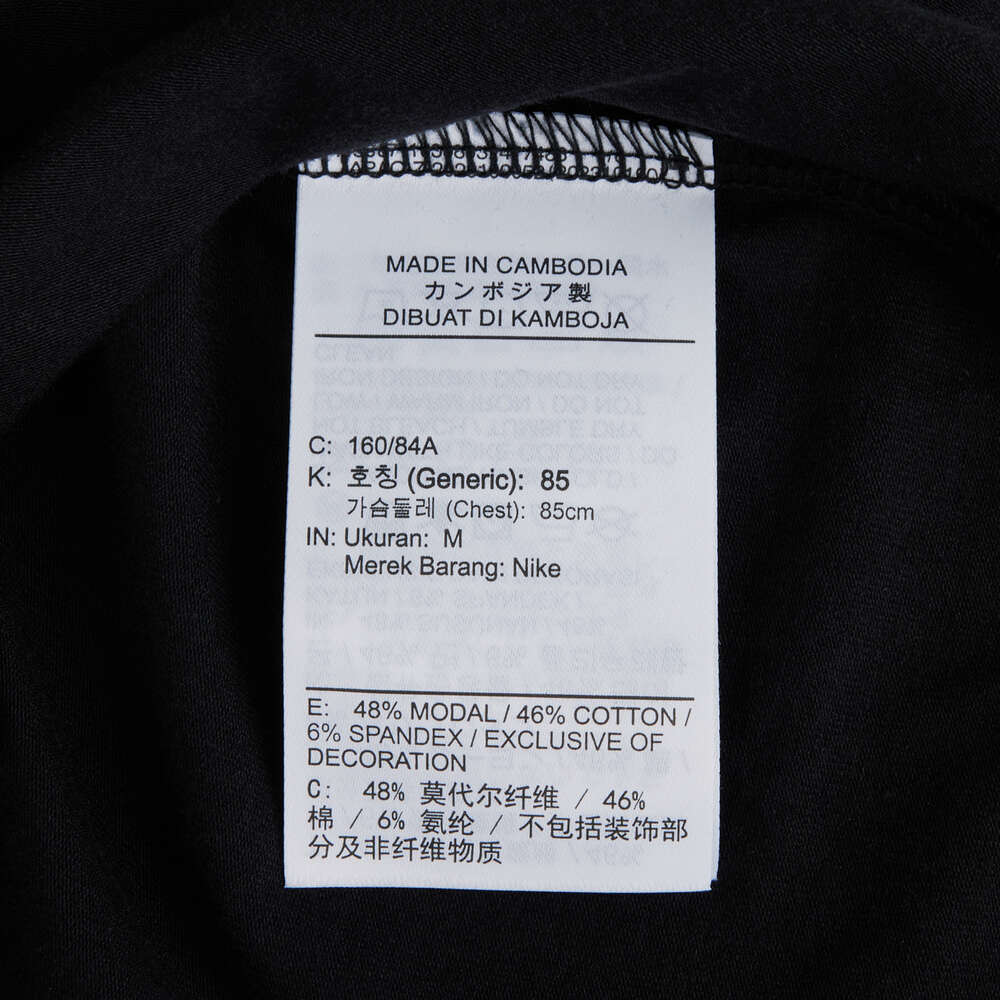 MADE IN CAMBODIA
カンボジア製
DIBUAT DI KAMBOJA
C: 160/84A
K: 호칭 (Generic): 85
가슴둘레 (Chest): 85cm
IN: Ukuran: M
Merek Barang: Nike
E: 48% MODAL / 46% COTTON /
6% SPANDEX / EXCLUSIVE OF
DECORATION
C: 48% 莫代尔纤维 / 46%
棉 / 6% 氨纶 / 不包括装饰部
分及非纤维物质